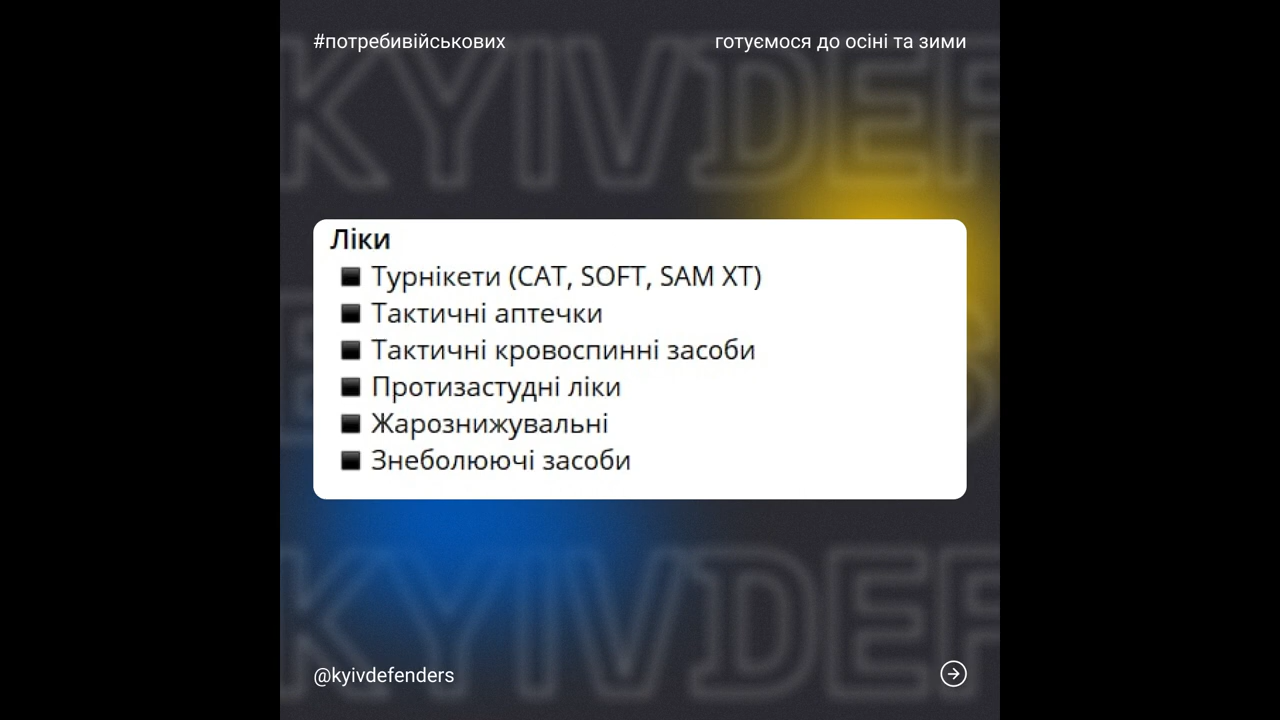 #потребивійськових
готуємося до осіні та зими
Ліки
Турнікети (CAT, SOFT, SAM XT)
Тактичні аптечки
Тактичні кровоспинні засоби
Протизастудні ліки
Жарознижувальні
Знеболюючі засоби
@kyivdefenders